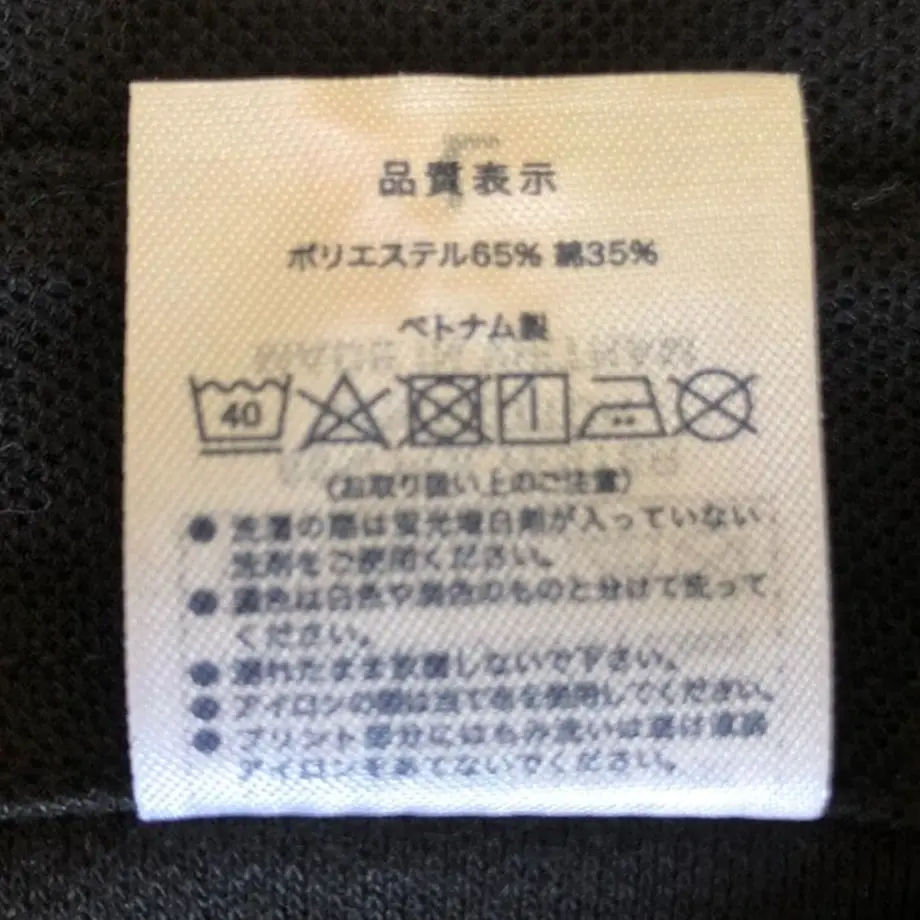 品質表示
ポリエステル65% 綿35%
ベトナム製
40
(お取り扱い上のご注意)
● 洗濯の際は蛍光増白剤が入っていない
洗剤をご使用ください。
● 濃色は白色や淡色のものと分けて洗って
ください。
● 濡れたまま放置しないで下さい。
● アイロンの際は当て布を使用してください。
● プリント部分にはもみ洗いは避け直接
アイロンをあてないでください。